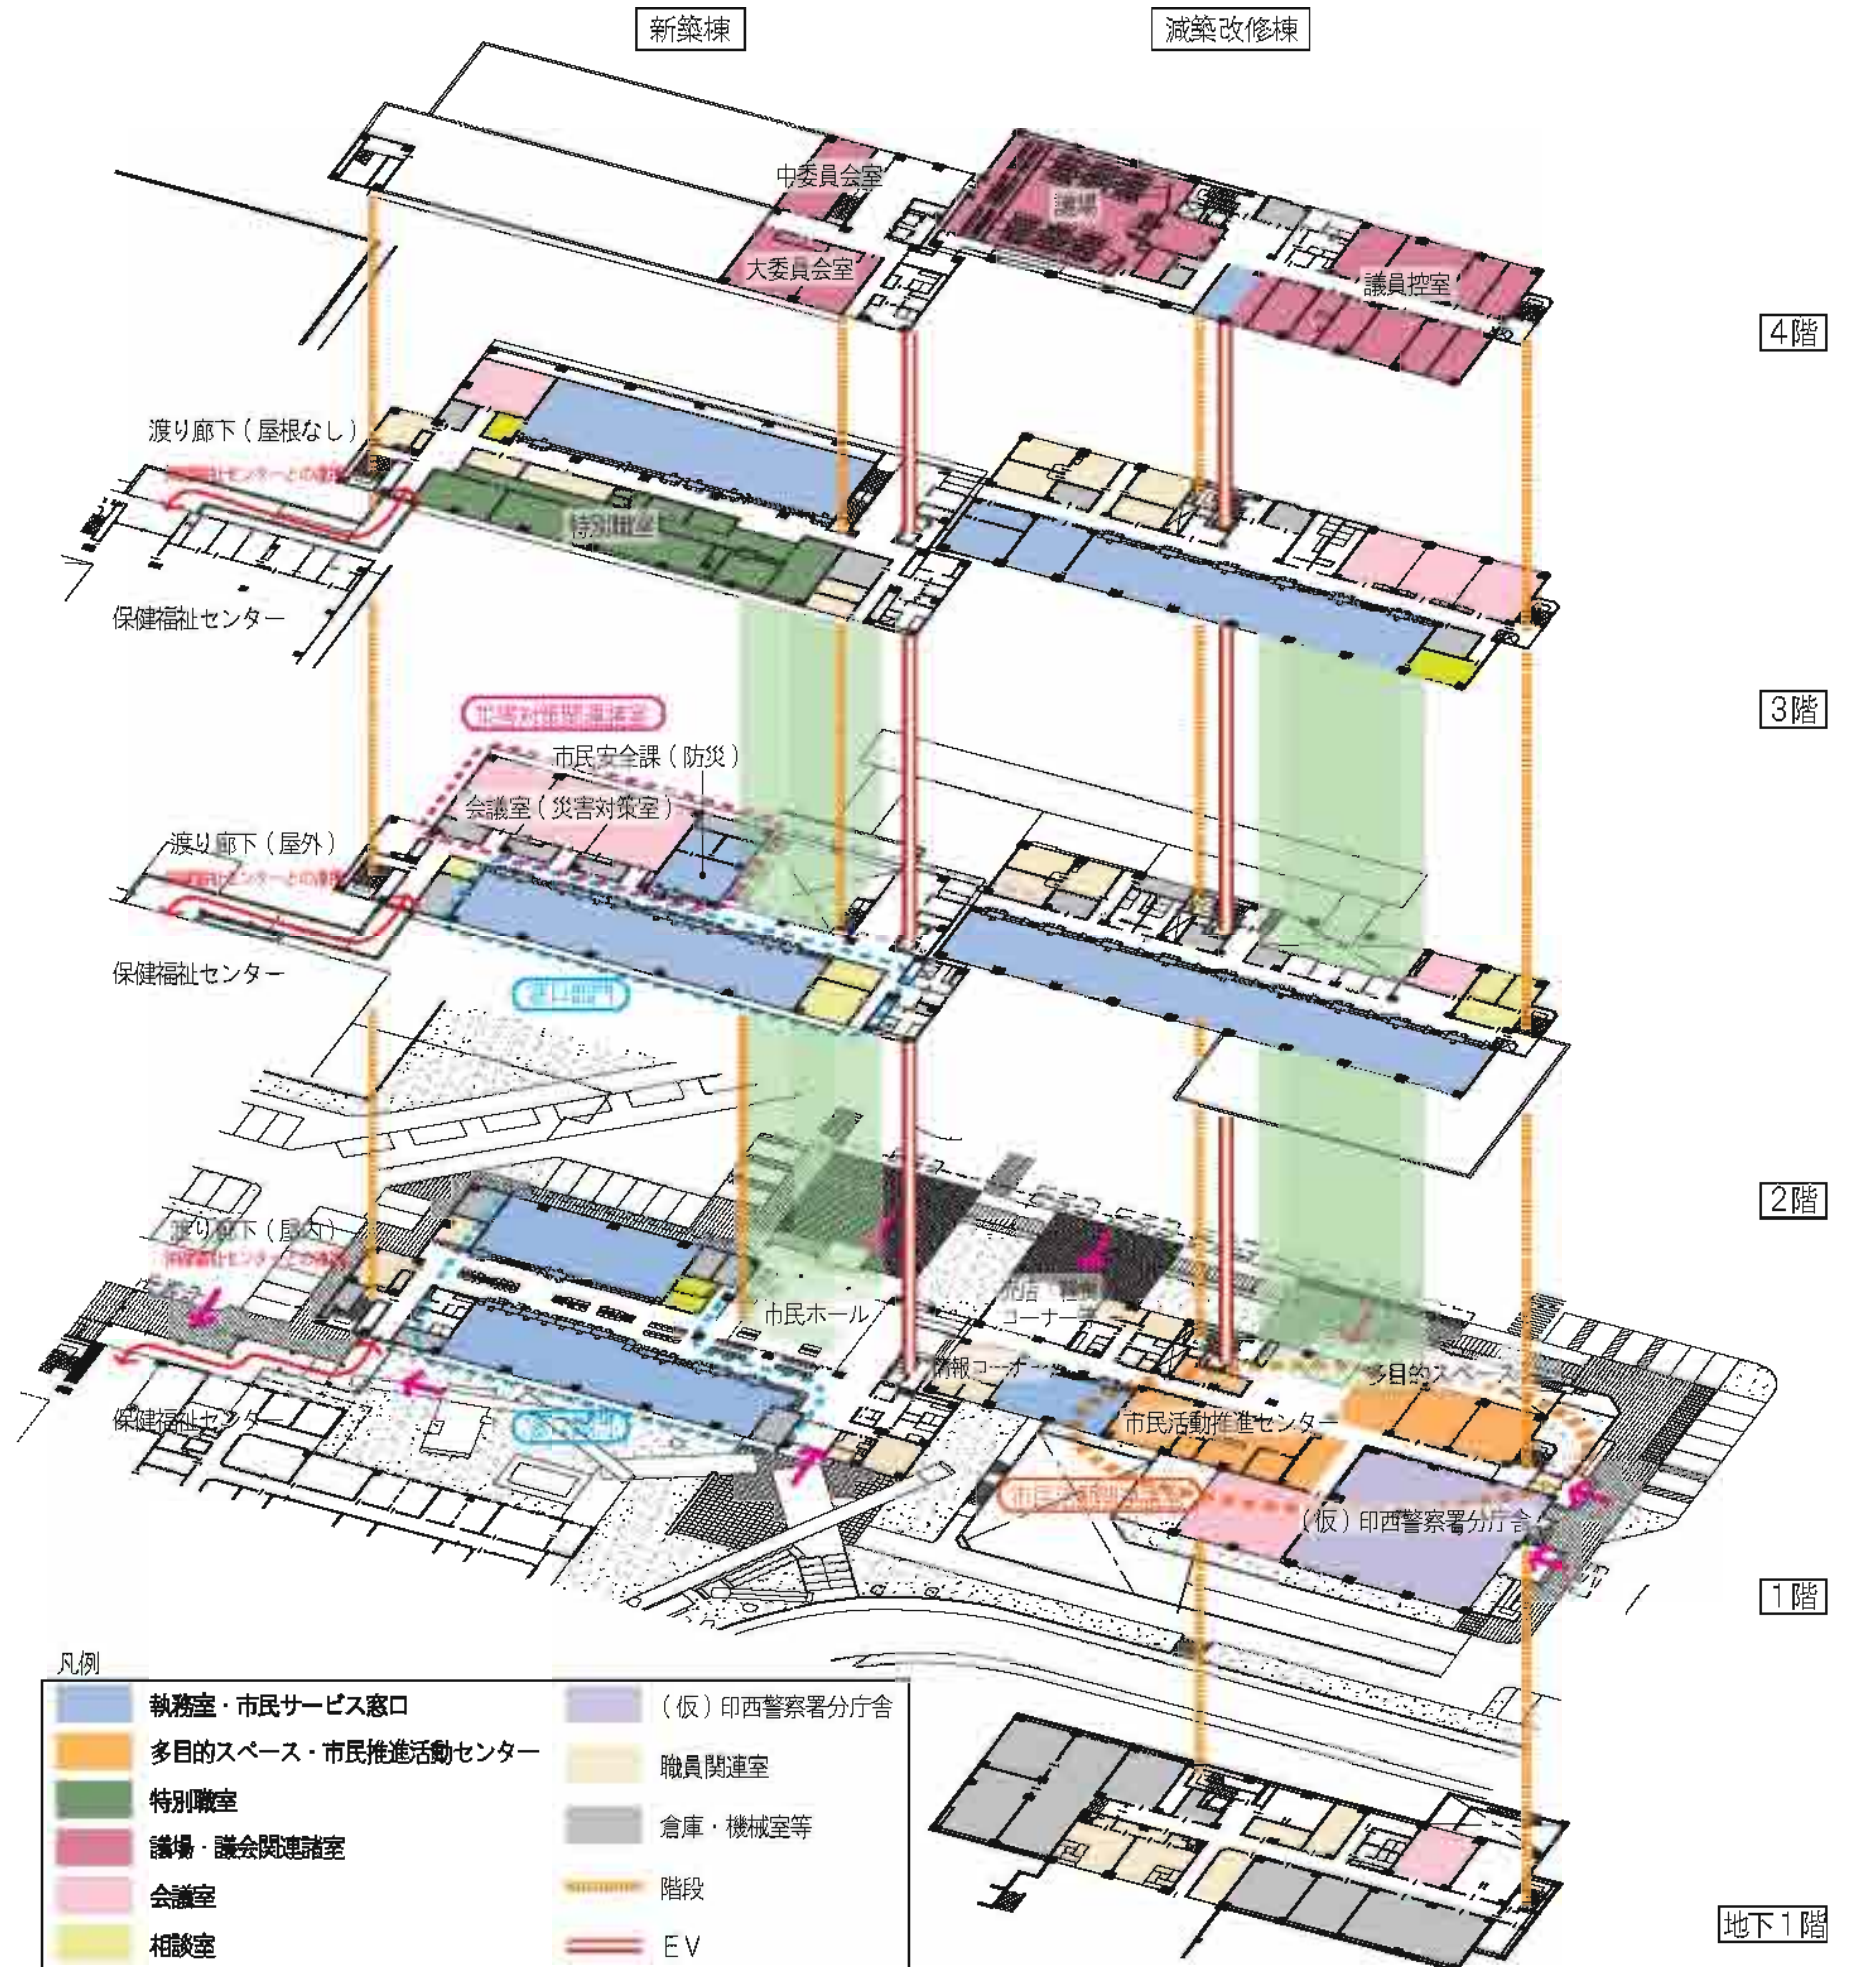 新築棟
減築改修棟
中委員会室
議場
大委員会室
議員控室
4階
渡り廊下（屋根なし）
特別職室
保健福祉センター
3階
市民安全課（防災）
会議室（災害対策室）
渡り廊下（屋外）
保健福祉センター
窓口部門
2階
渡り廊下（屋内）
市民ホール
コーナー等
情報コーナー
多目的スペース
保健福祉センター
窓口部門
市民活動推進センター
（仮）印西警察署分庁舎
1階
凡例
執務室・市民サービス窓口
多目的スペース・市民推進活動センター
特別職室
議場・議会関連諸室
会議室
相談室
（仮）印西警察署分庁舎
職員関連室
倉庫・機械室等
階段
EV
地下1階